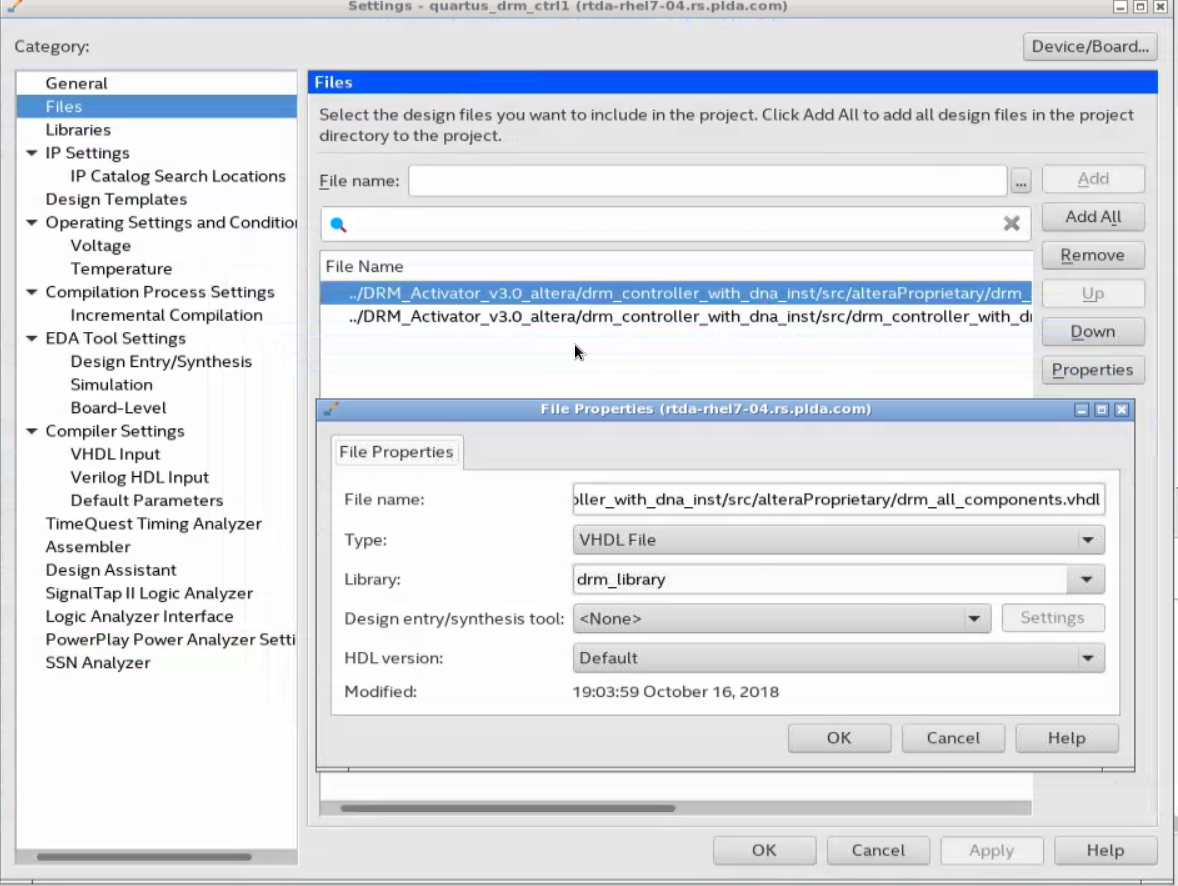 Settings - quartus_drm_ctrl1 (rtda-rhel7-04.rs.plda.com)
Category:
Device/Board...
General
Files
Libraries
IP Settings
IP Catalog Search Locations
Design Templates
Operating Settings and Conditio
Voltage
Temperature
Compilation Process Settings
Incremental Compilation
EDA Tool Settings
Design Entry/Synthesis
Simulation
Board-Level
Compiler Settings
VHDL Input
Verilog HDL Input
Default Parameters
TimeQuest Timing Analyzer
Assembler
Design Assistant
SignalTap II Logic Analyzer
Logic Analyzer Interface
PowerPlay Power Analyzer Setti
SSN Analyzer
Files
Select the design files you want to include in the project. Click Add All to add all design files in the project
directory to the project.
File name:
...
Add
Add All
Remove
Up
Down
Properties
File Name
../DRM_Activator_v3.0_altera/drm_controller_with_dna_inst/src/alteraProprietary/drm_
../DRM_Activator_v3.0_altera/drm_controller_with_dna_inst/src/drm_controller_with_d
File Properties (rtda-rhel7-04.rs.plda.com)
File Properties
File name: oller_with_dna_inst/src/alteraProprietary/drm_all_components.vhdl
Type: VHDL File
Library: drm_library
Design entry/synthesis tool: <None> Settings
HDL version: Default
Modified: 19:03:59 October 16, 2018
OK Cancel Help
OK Cancel Apply Help